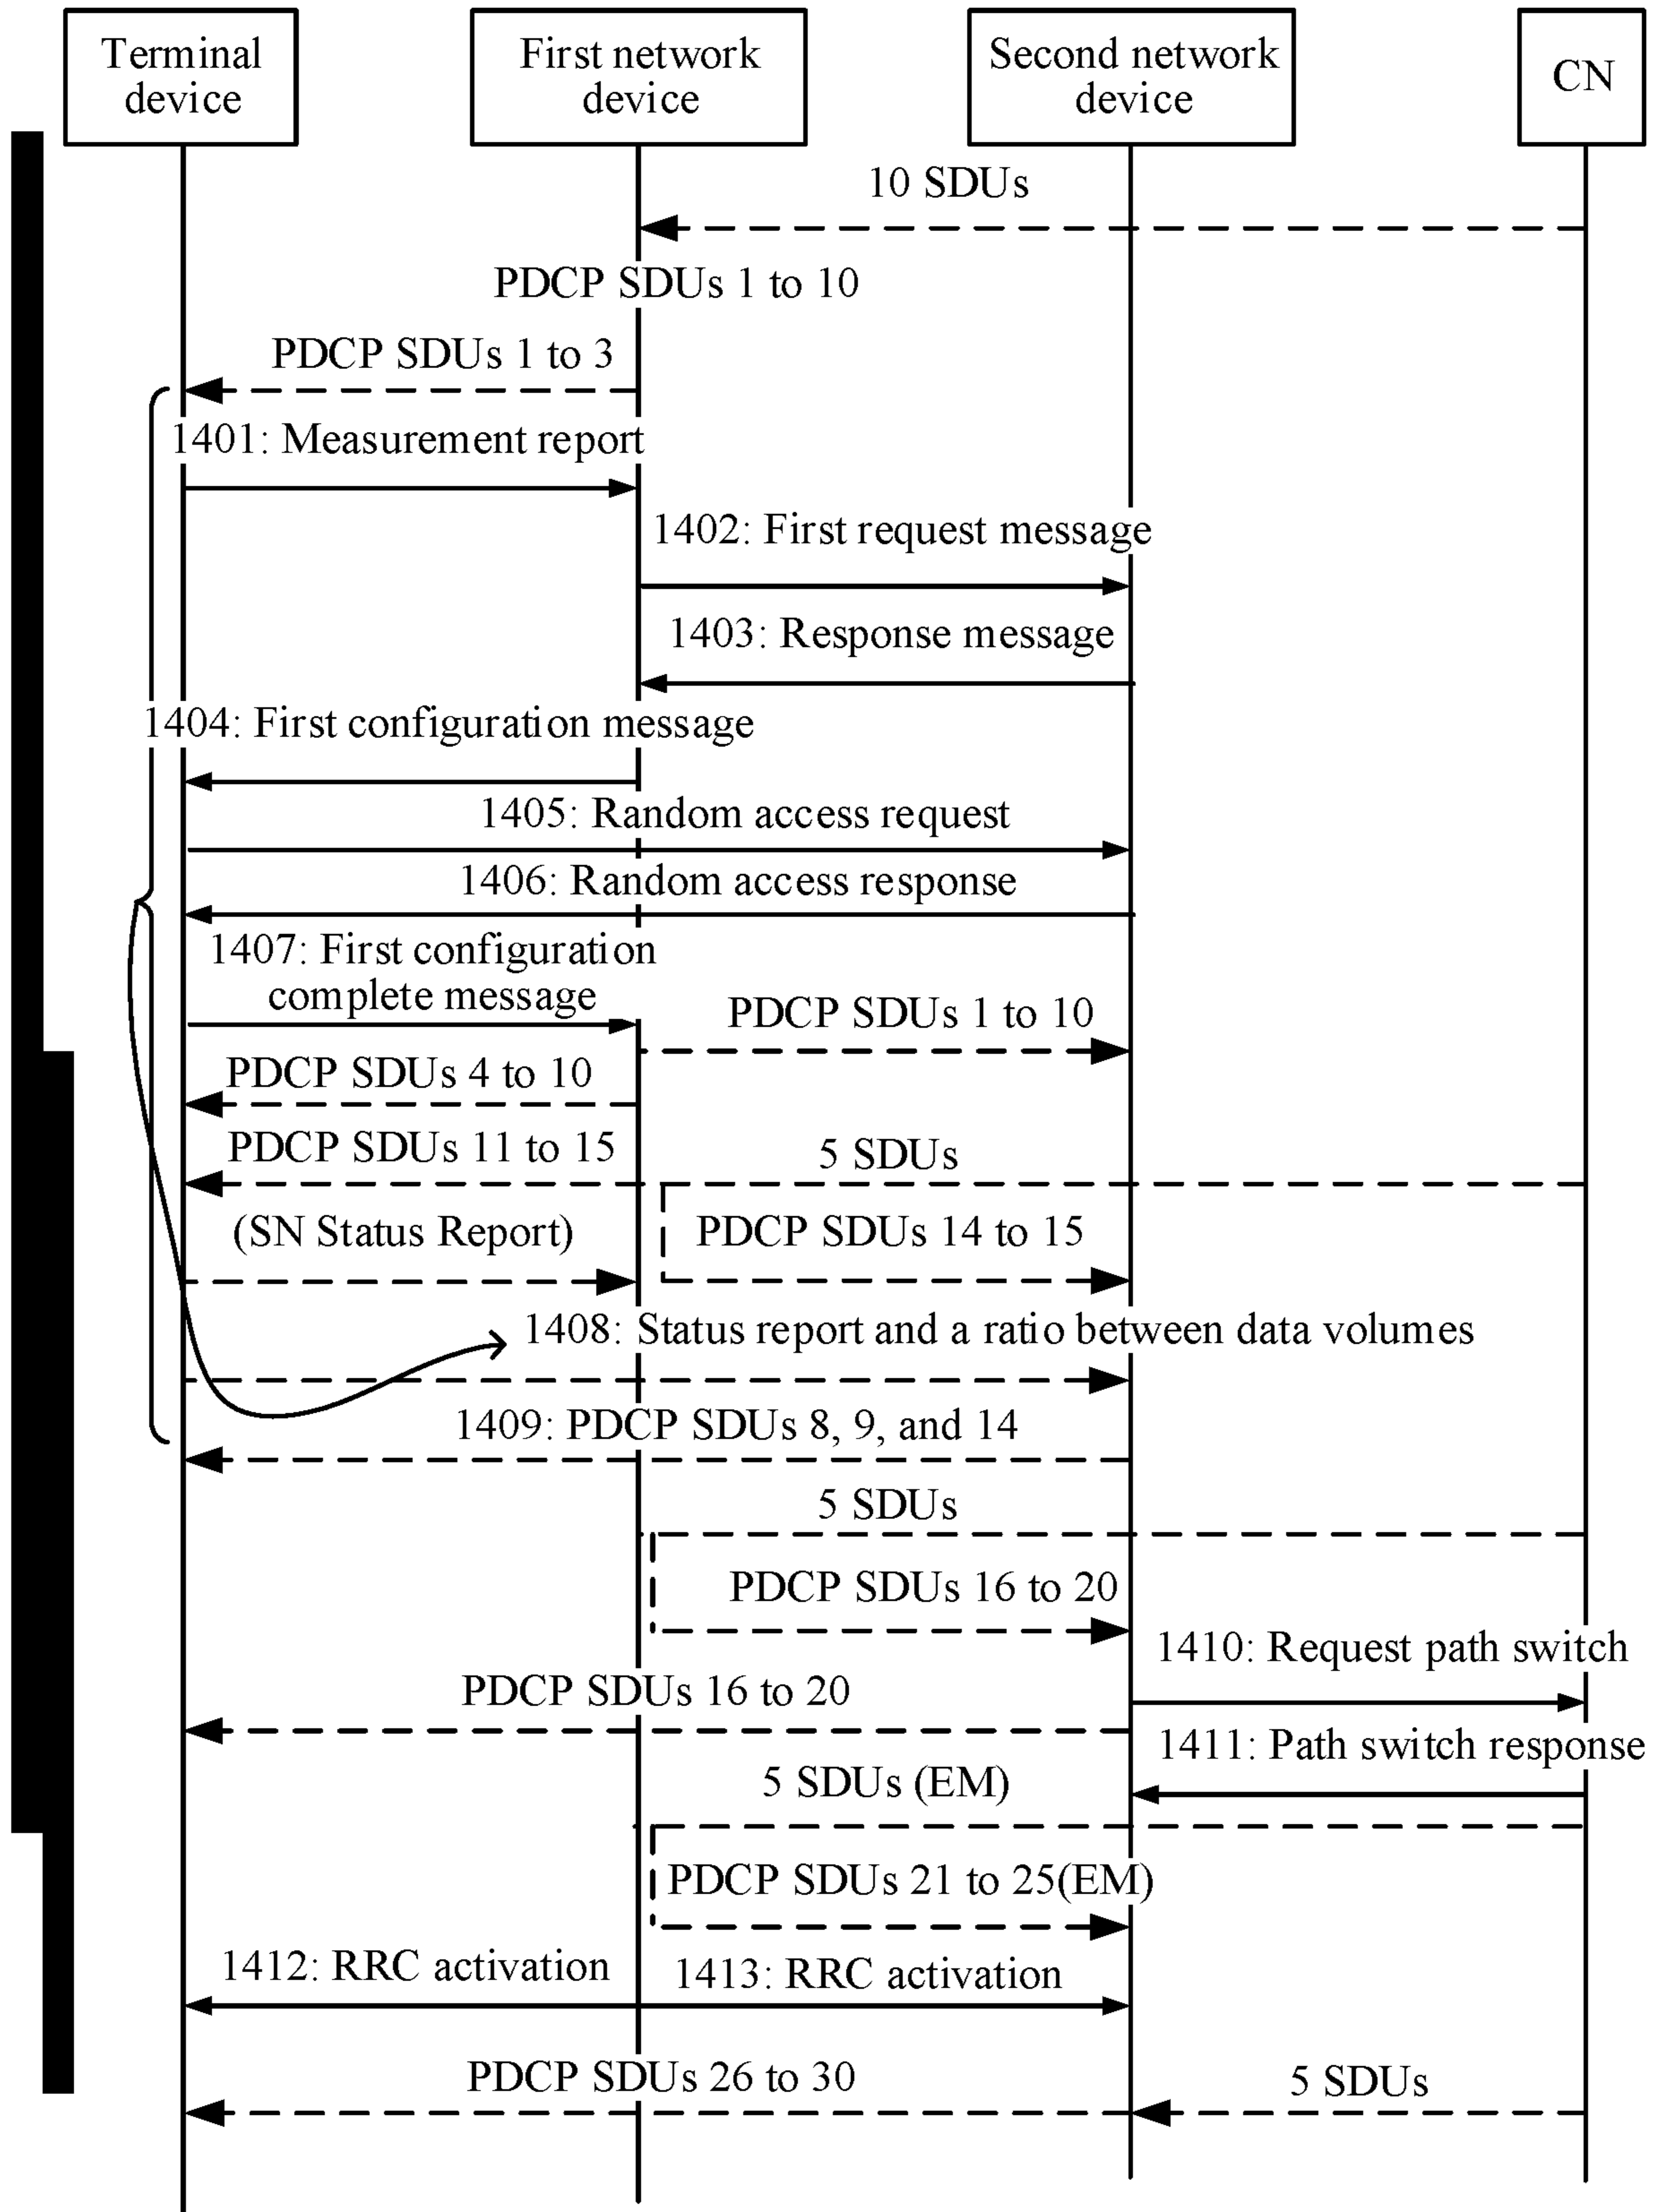 Terminal
device
First network
device
Second network
device
CN
10 SDUs
PDCP SDUs 1 to 10
PDCP SDUs 1 to 3
1401: Measurement report
1402: First request message
1403: Response message
1404: First configuration message
1405: Random access request
1406: Random access response
1407: First configuration
complete message
PDCP SDUs 1 to 10
PDCP SDUs 4 to 10
PDCP SDUs 11 to 15
5 SDUs
(SN Status Report)
PDCP SDUs 14 to 15
1408: Status report and a ratio between data volumes
1409: PDCP SDUs 8, 9, and 14
5 SDUs
PDCP SDUs 16 to 20
1410: Request path switch
PDCP SDUs 16 to 20
1411: Path switch response
5 SDUs (EM)
PDCP SDUs 21 to 25(EM)
1412: RRC activation
1413: RRC activation
PDCP SDUs 26 to 30
5 SDUs